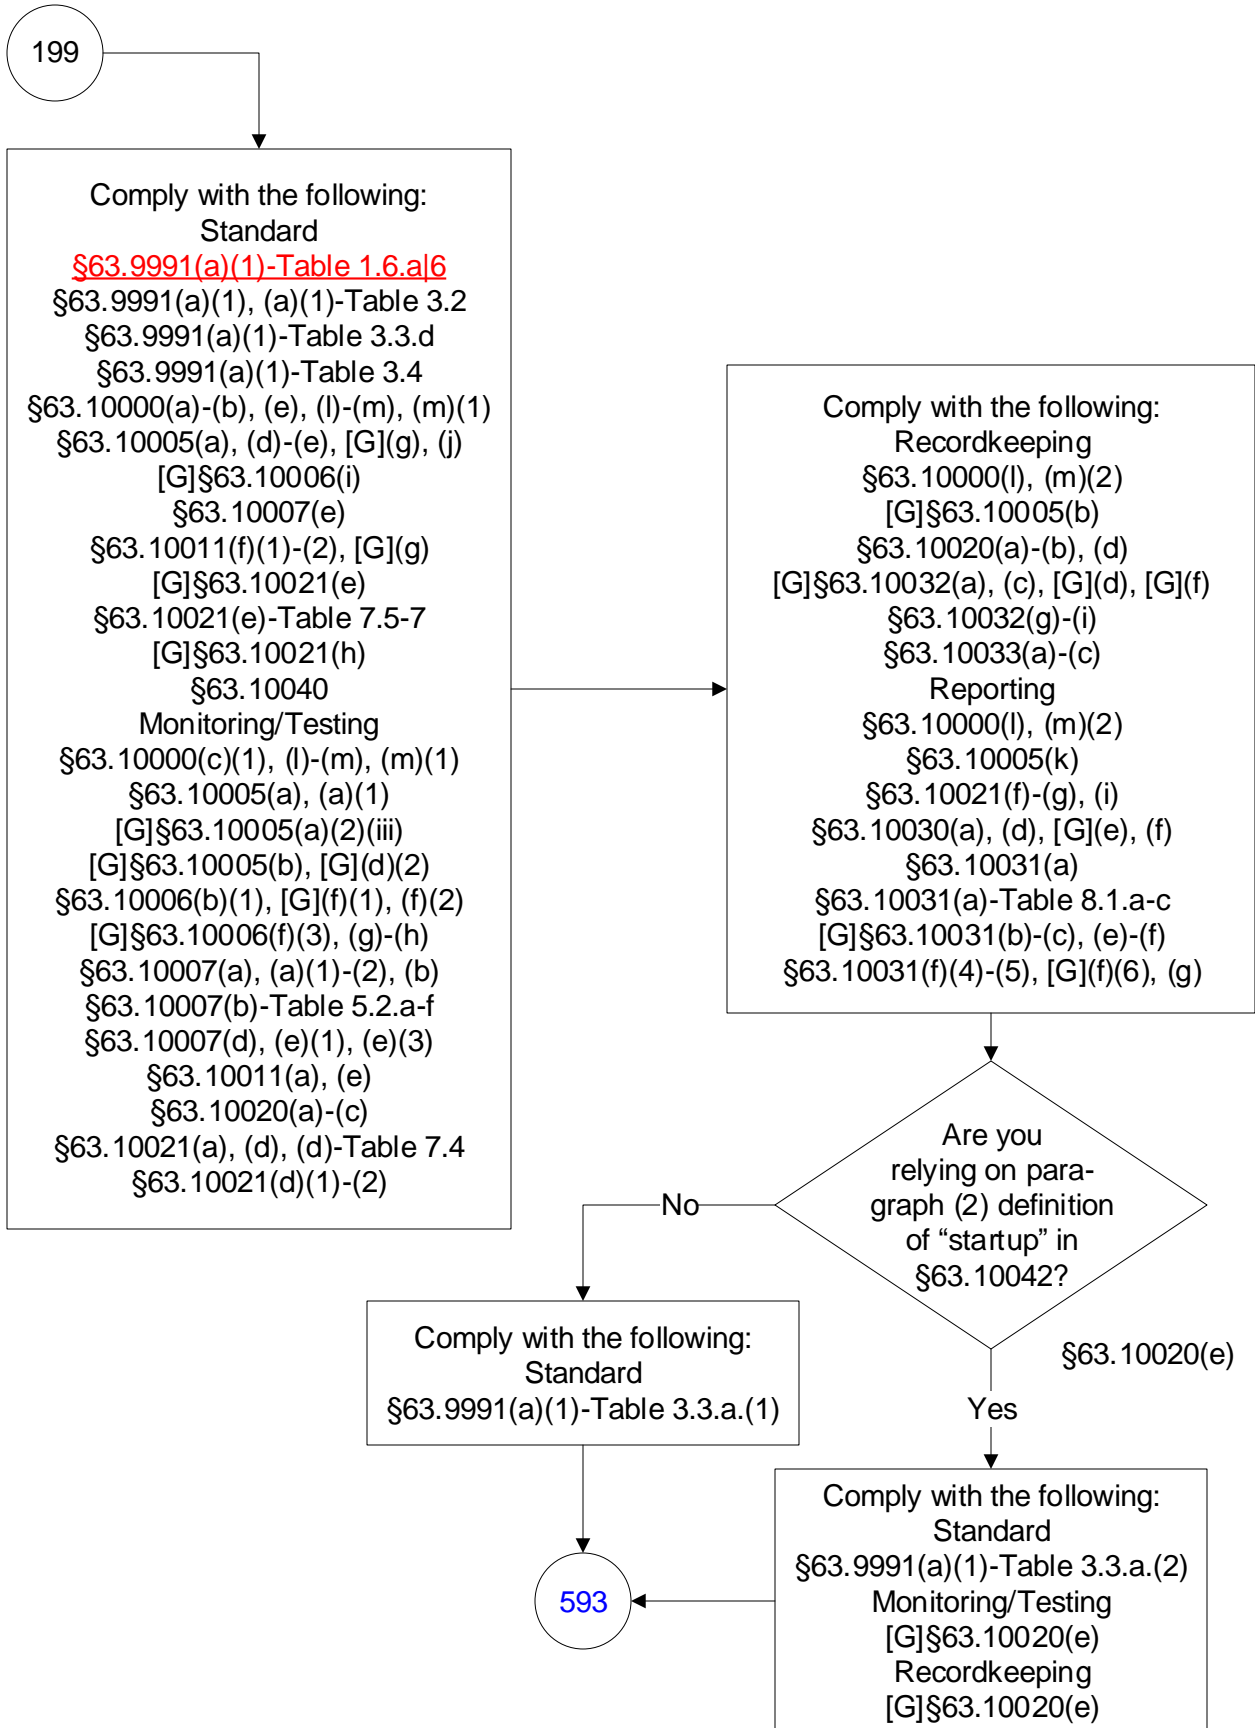 199
Comply with the following:
Standard
§63.9991(a)(1)-Table 1.6.a|6
§63.9991(a)(1), (a)(1)-Table 3.2
§63.9991(a)(1)-Table 3.3.d
§63.9991(a)(1)-Table 3.4
§63.10000(a)-(b), (e), (l)-(m), (m)(1)
§63.10005(a), (d)-(e), [G](g), (j)
[G]§63.10006(i)
§63.10007(e)
§63.10011(f)(1)-(2), [G](g)
[G]§63.10021(e)
§63.10021(e)-Table 7.5-7
[G]§63.10021(h)
§63.10040
Monitoring/Testing
§63.10000(c)(1), (l)-(m), (m)(1)
§63.10005(a), (a)(1)
[G]§63.10005(a)(2)(iii)
[G]§63.10005(b), [G](d)(2)
§63.10006(b)(1), [G](f)(1), (f)(2)
[G]§63.10006(f)(3), (g)-(h)
§63.10007(a), (a)(1)-(2), (b)
§63.10007(b)-Table 5.2.a-f
§63.10007(d), (e)(1), (e)(3)
§63.10011(a), (e)
§63.10020(a)-(c)
§63.10021(a), (d), (d)-Table 7.4
§63.10021(d)(1)-(2)
Comply with the following:
Recordkeeping
§63.10000(l), (m)(2)
[G]§63.10005(b)
§63.10020(a)-(b), (d)
[G]§63.10032(a), (c), [G](d), [G](f)
§63.10032(g)-(i)
§63.10033(a)-(c)
Reporting
§63.10000(l), (m)(2)
§63.10005(k)
§63.10021(f)-(g), (i)
§63.10030(a), (d), [G](e), (f)
§63.10031(a)
§63.10031(a)-Table 8.1.a-c
[G]§63.10031(b)-(c), (e)-(f)
§63.10031(f)(4)-(5), [G](f)(6), (g)
Are you
relying on para-
graph (2) definition
of “startup” in
§63.10042?
No
§63.10020(e)
Yes
Comply with the following:
Standard
§63.9991(a)(1)-Table 3.3.a.(1)
Comply with the following:
Standard
§63.9991(a)(1)-Table 3.3.a.(2)
Monitoring/Testing
[G]§63.10020(e)
Recordkeeping
[G]§63.10020(e)
593